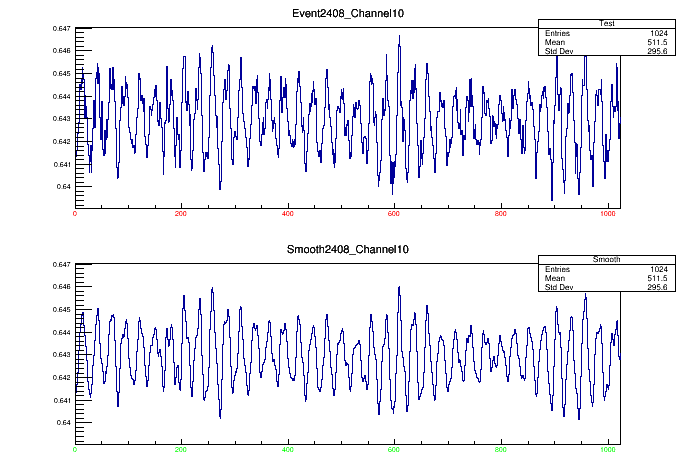 Event2408_Channel10
Test
Entries 1024
Mean 511.5
Std Dev 295.6
0.647
0.646
0.645
0.644
0.643
0.642
0.641
0.64
0 200 400 600 800 1000
Smooth2408_Channel10
Smooth
Entries 1024
Mean 511.5
Std Dev 295.6
0.647
0.646
0.645
0.644
0.643
0.642
0.641
0.64
0 200 400 600 800 1000